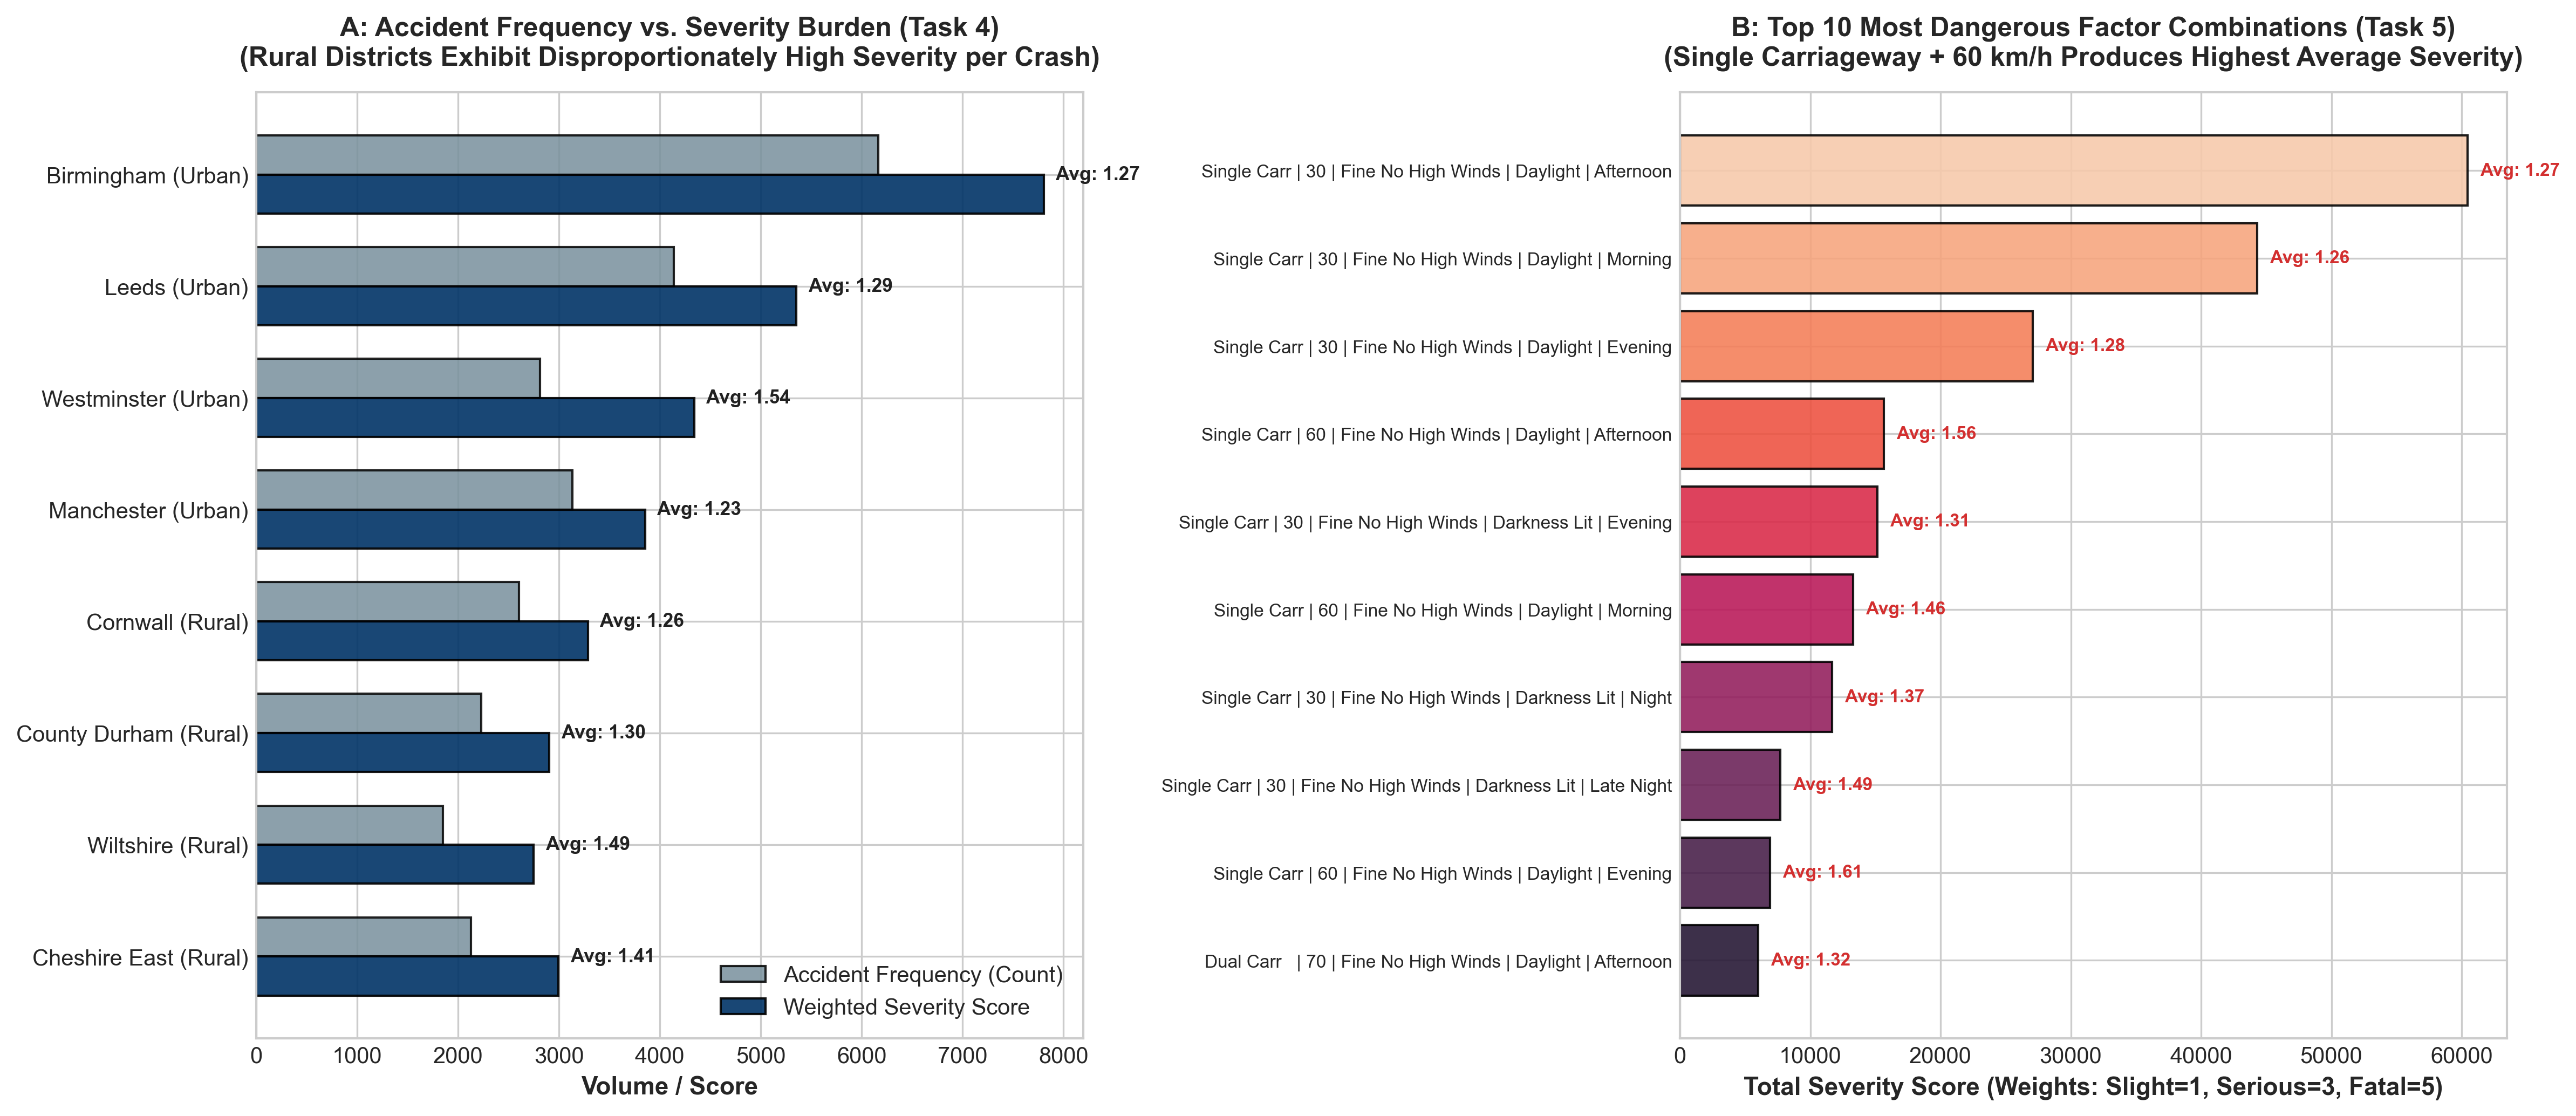 A: Accident Frequency vs. Severity Burden (Task 4)
(Rural Districts Exhibit Disproportionately High Severity per Crash)
Birmingham (Urban)
Avg: 1.27
Leeds (Urban)
Avg: 1.29
Westminster (Urban)
Avg: 1.54
Manchester (Urban)
Avg: 1.23
Cornwall (Rural)
Avg: 1.26
County Durham (Rural)
Avg: 1.30
Wiltshire (Rural)
Avg: 1.49
Cheshire East (Rural)
Avg: 1.41
Accident Frequency (Count)
Weighted Severity Score
0 1000 2000 3000 4000 5000 6000 7000 8000
Volume / Score
B: Top 10 Most Dangerous Factor Combinations (Task 5)
(Single Carriageway + 60 km/h Produces Highest Average Severity)
Single Carr | 30 | Fine No High Winds | Daylight | Afternoon
Avg: 1.27
Single Carr | 30 | Fine No High Winds | Daylight | Morning
Avg: 1.26
Single Carr | 30 | Fine No High Winds | Daylight | Evening
Avg: 1.28
Single Carr | 60 | Fine No High Winds | Daylight | Afternoon
Avg: 1.56
Single Carr | 30 | Fine No High Winds | Darkness Lit | Evening
Avg: 1.31
Single Carr | 60 | Fine No High Winds | Daylight | Morning
Avg: 1.46
Single Carr | 30 | Fine No High Winds | Darkness Lit | Night
Avg: 1.37
Single Carr | 30 | Fine No High Winds | Darkness Lit | Late Night
Avg: 1.49
Single Carr | 60 | Fine No High Winds | Daylight | Evening
Avg: 1.61
Dual Carr | 70 | Fine No High Winds | Daylight | Afternoon
Avg: 1.32
0 10000 20000 30000 40000 50000 60000
Total Severity Score (Weights: Slight=1, Serious=3, Fatal=5)